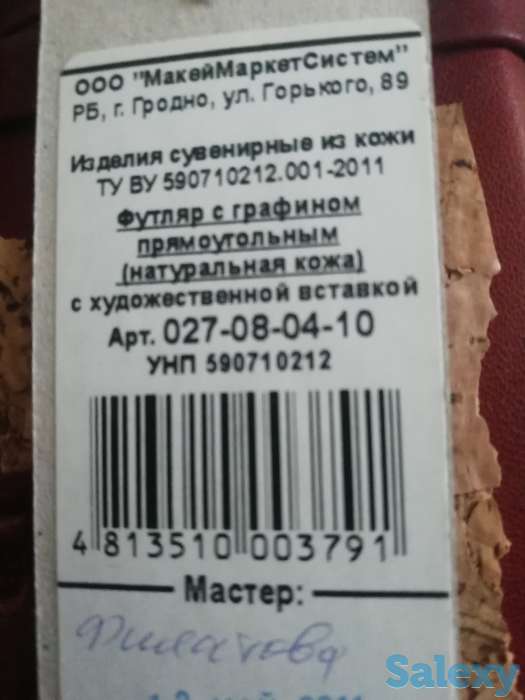 ООО "МакейМаркетСистем"
РБ, г. Гродно, ул. Горького, 89
Изделия сувенирные из кожи
ТУ BY 590710212.001-2011
Футляр с графином
прямоугольным
(натуральная кожа)
с художественной вставкой
Арт. 027-08-04-10
УНП 590710212
4 813510 003791
Мастер:
Филатова
Salexy